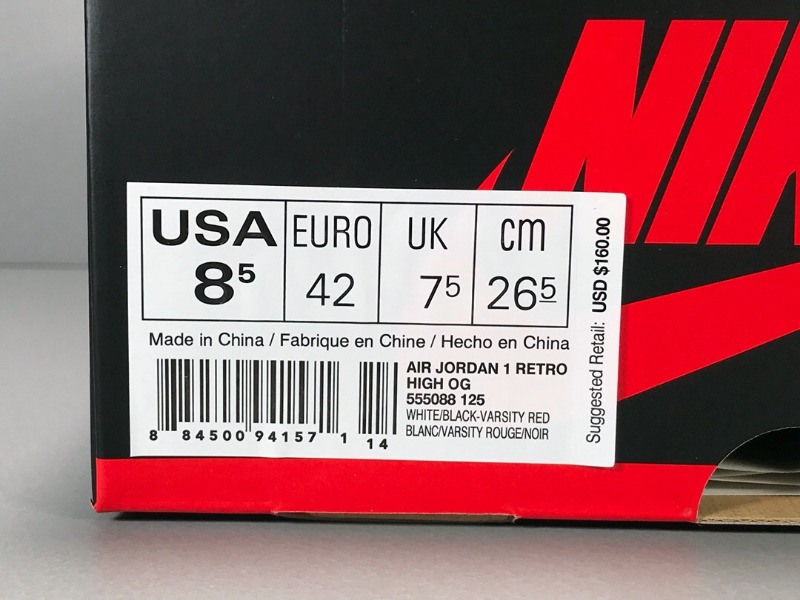 NIK
USA EURO UK cm
8⁵ 42 7⁵ 26⁵
Made in China / Fabrique en Chine / Hecho en China
AIR JORDAN 1 RETRO
HIGH OG
555088 125
WHITE/BLACK-VARSITY RED
BLANC/VARSITY ROUGE/NOIR
8 84500 94157 1 14
Suggested Retail: USD $160.00